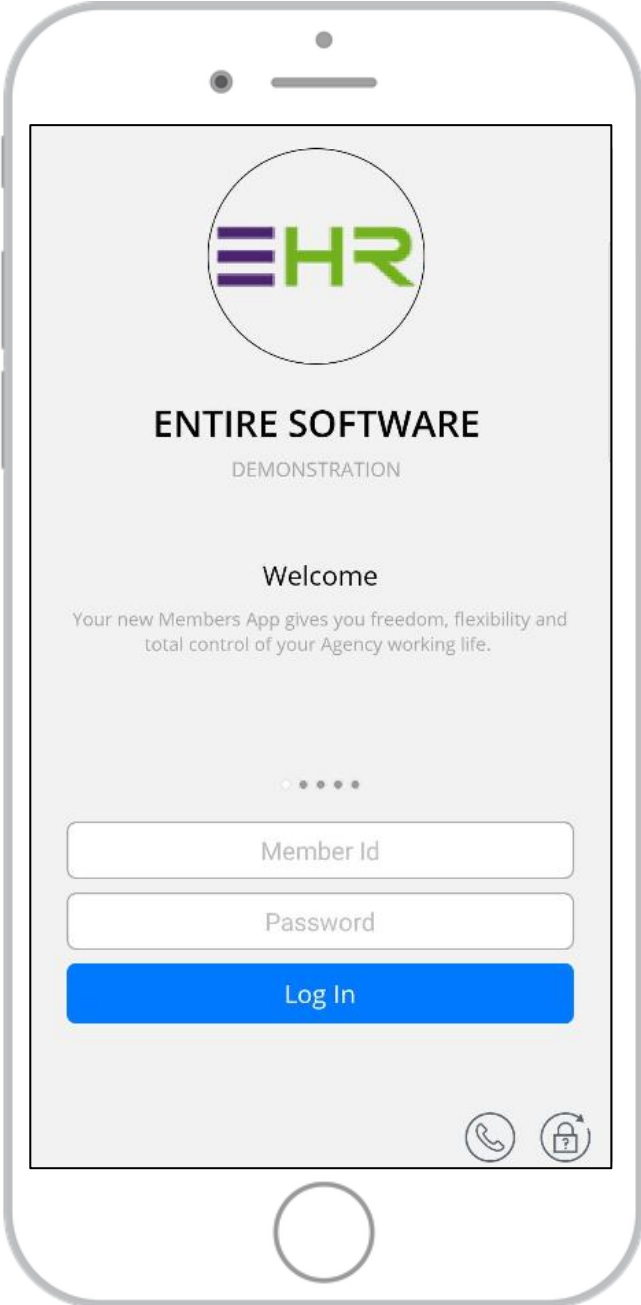 EHR
ENTIRE SOFTWARE
DEMONSTRATION
Welcome
Your new Members App gives you freedom, flexibility and
total control of your Agency working life.
Member Id
Password
Log In
?